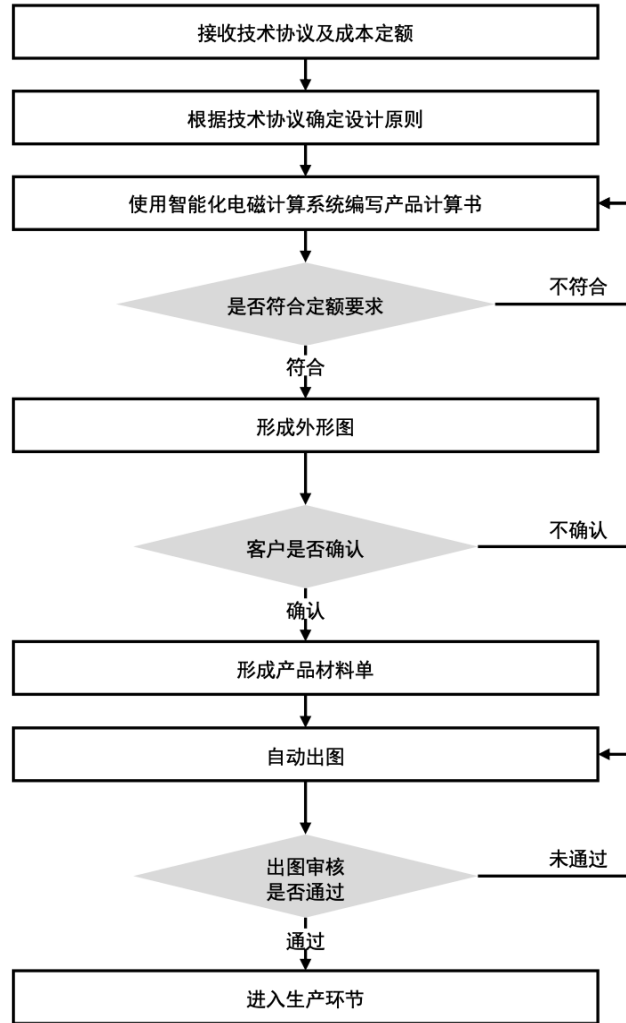 接收技术协议及成本定额
根据技术协议确定设计原则
使用智能化电磁计算系统编写产品计算书
是否符合定额要求
不符合
符合
形成外形图
客户是否确认
不确认
确认
形成产品材料单
自动出图
出图审核
是否通过
未通过
通过
进入生产环节